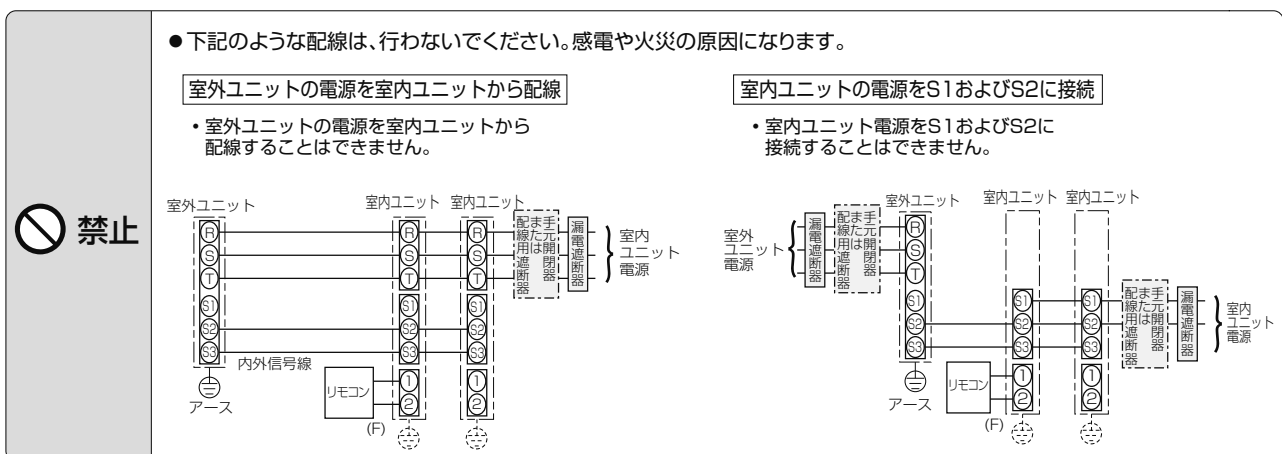 禁止
●下記のような配線は、行わないでください。感電や火災の原因になります。
室外ユニットの電源を室内ユニットから配線
・室外ユニットの電源を室内ユニットから
配線することはできません。
室外ユニット
室内ユニット
室内ユニット
R
S
T
S1
S2
S3
アース
内外信号線
リモコン
(F)
R
S
T
S1
S2
S3
1
2
R
S
T
S1
S2
S3
1
2
手元開閉器
または
配線用遮断器
漏電遮断器
室内
ユニット
電源
室内ユニットの電源をS1およびS2に接続
・室内ユニット電源をS1およびS2に
接続することはできません。
室外
ユニット
電源
漏電遮断器
手元開閉器
または
配線用遮断器
室外ユニット
室内ユニット
室内ユニット
R
S
T
S1
S2
S3
アース
リモコン
(F)
S1
S2
S3
1
2
S1
S2
S3
1
2
手元開閉器
または
配線用遮断器
漏電遮断器
室内
ユニット
電源